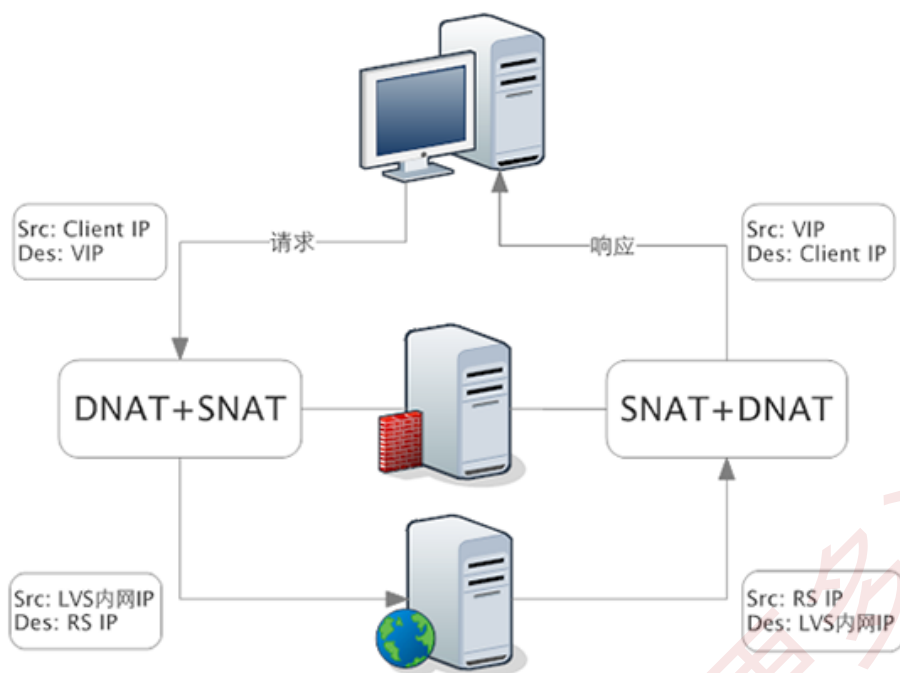 Src: Client IP
Des: VIP
请求
响应
Src: VIP
Des: Client IP
DNAT+SNAT
SNAT+DNAT
Src: LVS内网IP
Des: RS IP
Src: RS IP
Des: LVS内网IP